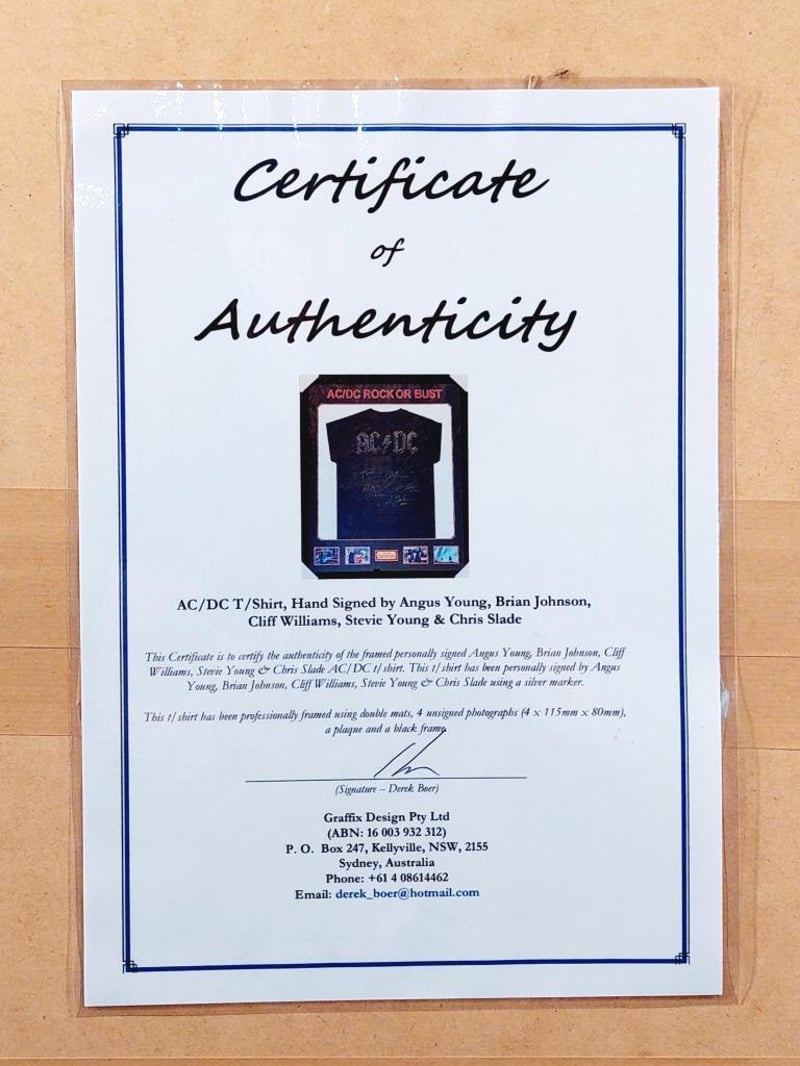 Certificate
of
Authenticity
AC/DC ROCK OR BUST
AC DC
AC/DC T/Shirt, Hand Signed by Angus Young, Brian Johnson,
Cliff Williams, Stevie Young & Chris Slade
This Certificate is to certify the authenticity of the framed personally signed Angus Young, Brian Johnson, Cliff
Williams, Stevie Young & Chris Slade AC/DC t/shirt. This t/shirt has been personally signed by Angus
Young, Brian Johnson, Cliff Williams, Stevie Young & Chris Slade using a silver marker.
This t/shirt has been professionally framed using double mats, 4 unsigned photographs (4 x 115mm x 80mm),
a plaque and a black frame.
(Signature – Derek Boer)
Graffix Design Pty Ltd
(ABN: 16 003 932 312)
P. O. Box 247, Kellyville, NSW, 2155
Sydney, Australia
Phone: +61 4 08614462
Email: derek_boer@hotmail.com